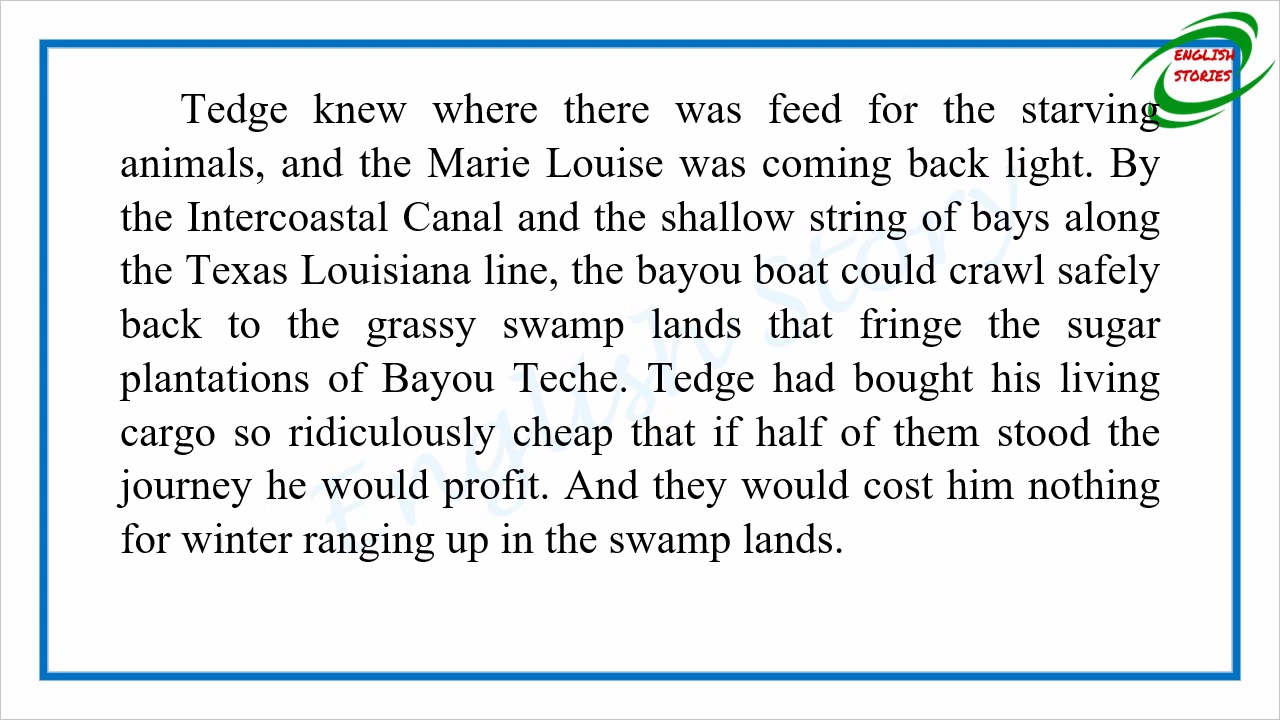 ENGLISH
STORIES
Tedge knew where there was feed for the starving
animals, and the Marie Louise was coming back light. By
the Intercoastal Canal and the shallow string of bays along
the Texas Louisiana line, the bayou boat could crawl safely
back to the grassy swamp lands that fringe the sugar
plantations of Bayou Teche. Tedge had bought his living
cargo so ridiculously cheap that if half of them stood the
journey he would profit. And they would cost him nothing
for winter ranging up in the swamp lands.
English Story